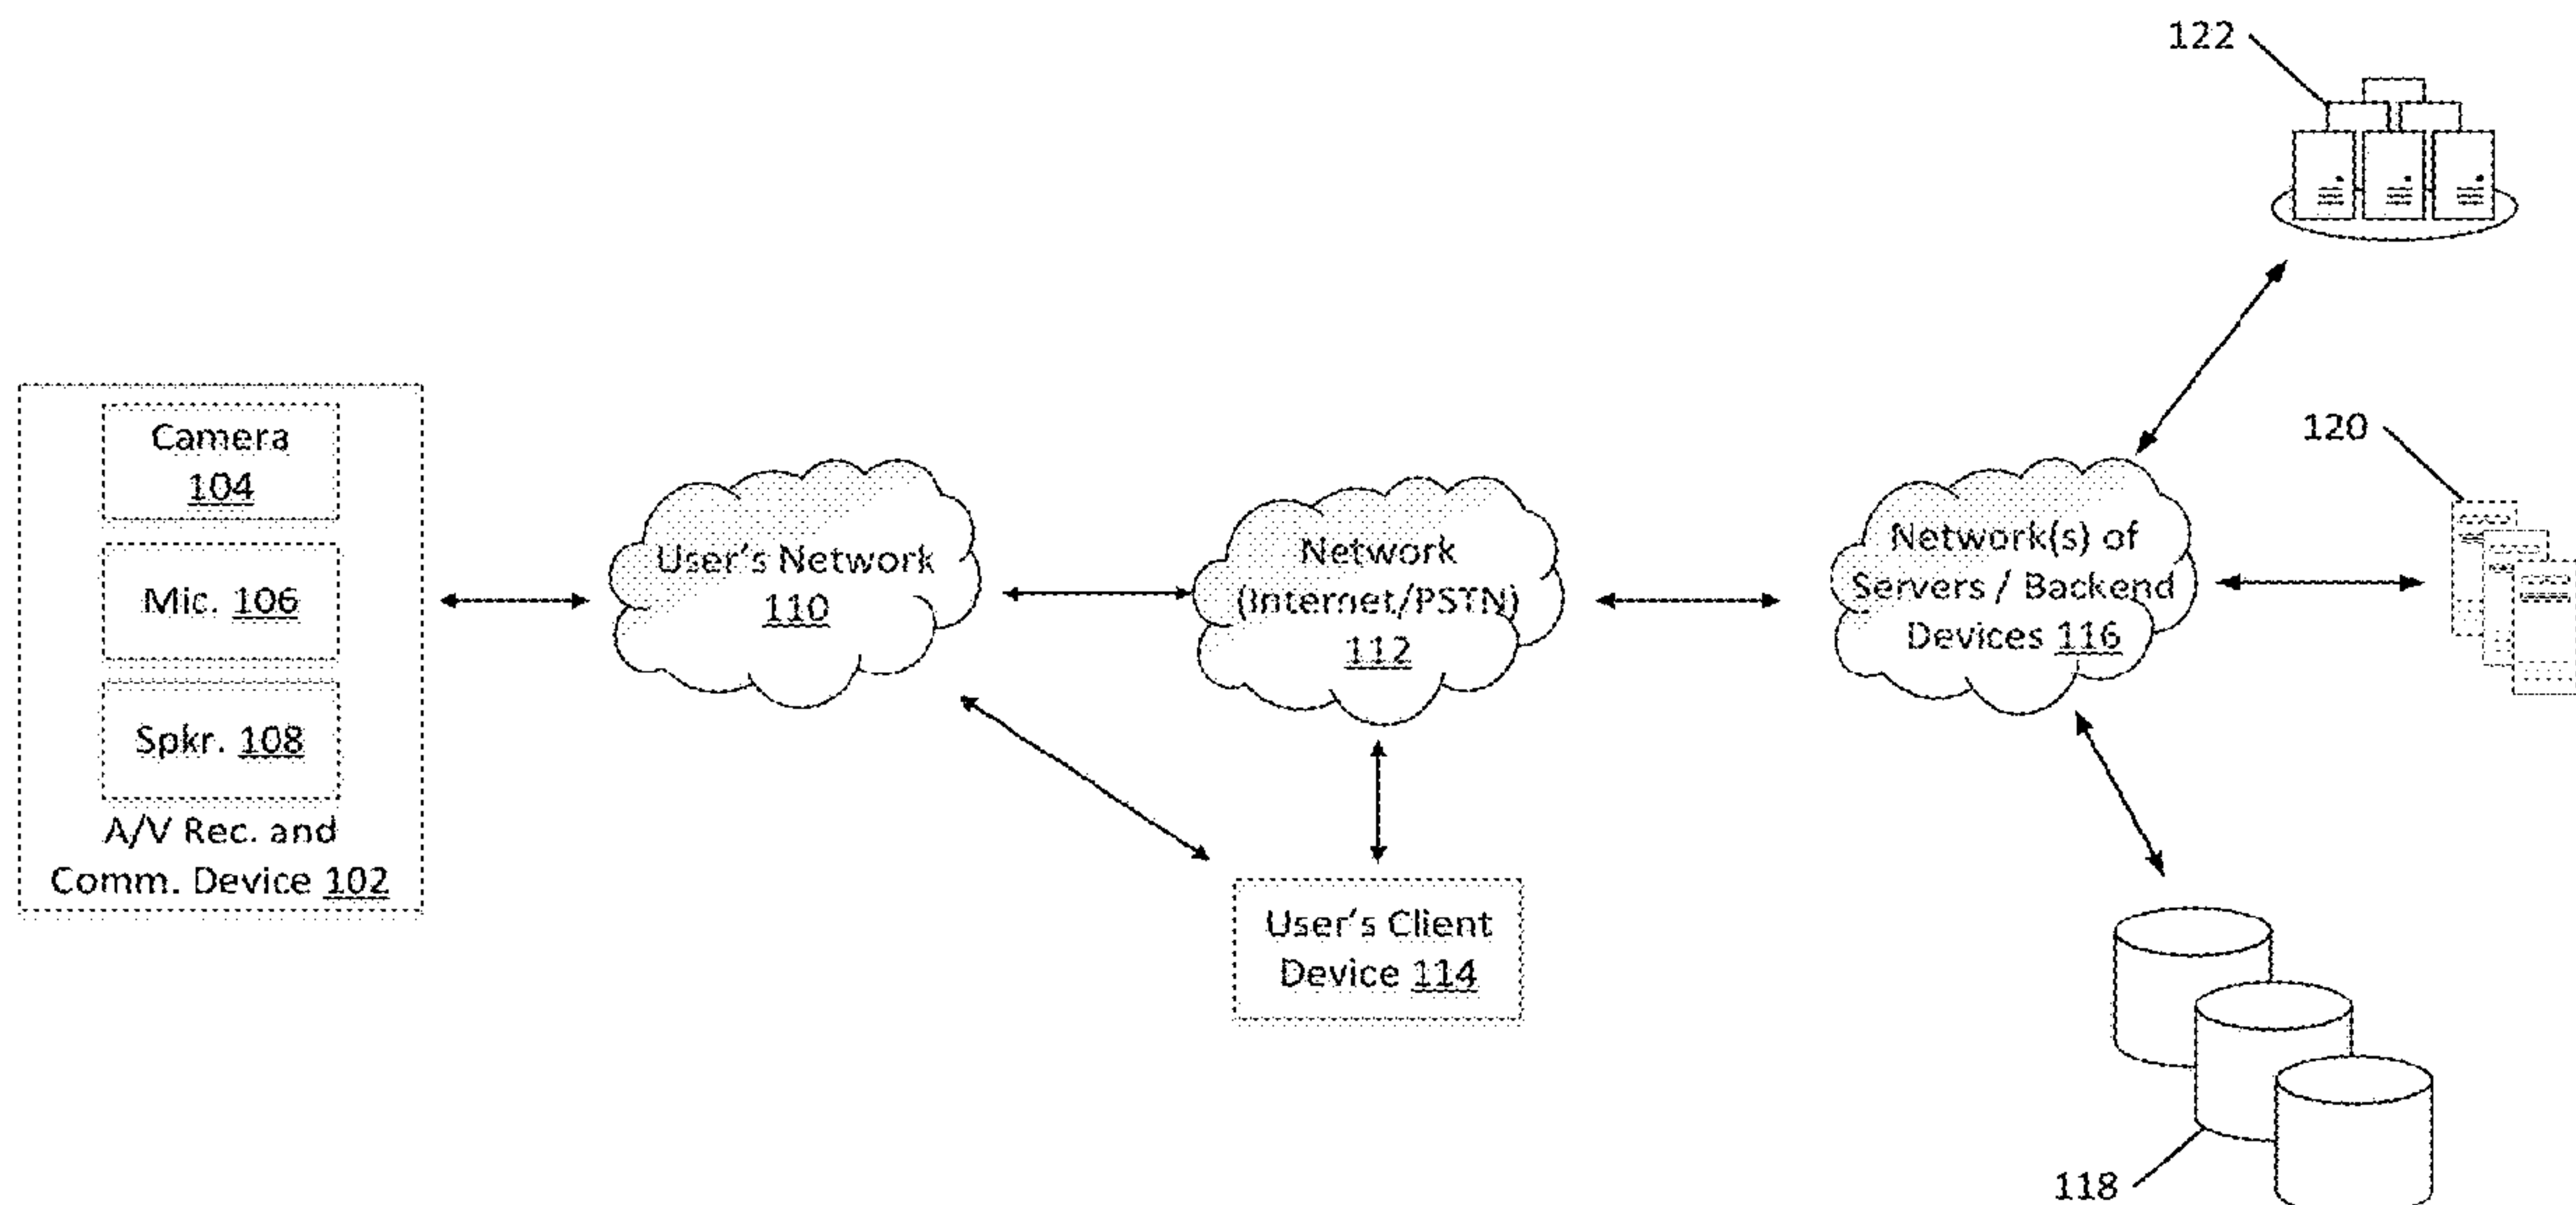 122
120
Camera
104
Mic. 106
Spkr. 108
A/V Rec. and
Comm. Device 102
User's Network
110
Network
(Internet/PSTN)
112
Network(s) of
Servers / Backend
Devices 116
User's Client
Device 114
118